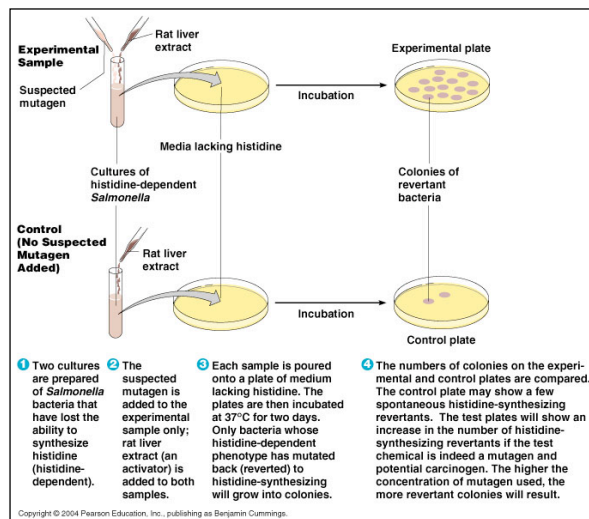 Rat liver
extract
Experimental
Sample
Suspected
mutagen
Experimental plate
Incubation
Media lacking histidine
Cultures of
histidine-dependent
Salmonella
Colonies of
revertant
bacteria
Control
(No Suspected
Mutagen
Added)
Rat liver
extract
Incubation
Control plate
1 Two cultures
are prepared
of Salmonella
bacteria that
have lost the
ability to
synthesize
histidine
(histidine-
dependent).
2 The
suspected
mutagen is
added to the
experimental
sample only;
rat liver
extract (an
activator) is
added to both
samples.
3 Each sample is poured
onto a plate of medium
lacking histidine. The
plates are then incubated
at 37°C for two days.
Only bacteria whose
histidine-dependent
phenotype has mutated
back (reverted) to
histidine-synthesizing
will grow into colonies.
4 The numbers of colonies on the experi-
mental and control plates are compared.
The control plate may show a few
spontaneous histidine-synthesizing
revertants. The test plates will show an
increase in the number of histidine-
synthesizing revertants if the test
chemical is indeed a mutagen and
potential carcinogen. The higher the
concentration of mutagen used, the
more revertant colonies will result.
Copyright © 2004 Pearson Education, Inc., publishing as Benjamin Cummings.